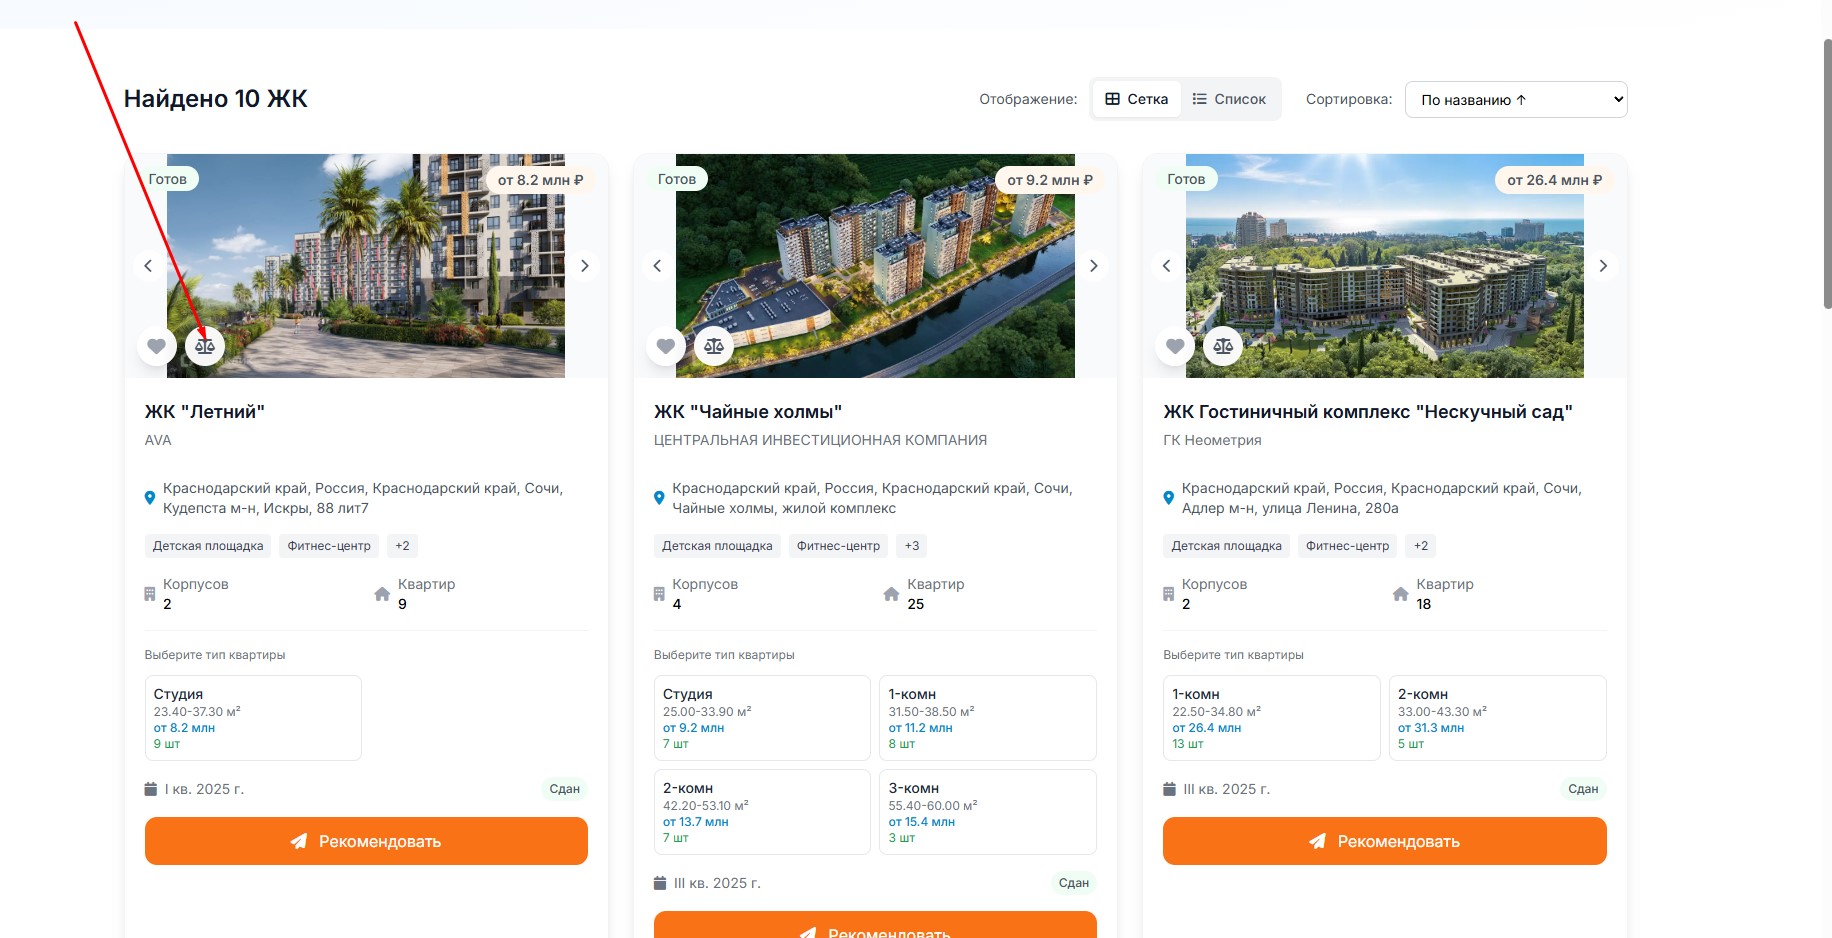 Найдено 10 ЖК
Отображение:
Сетка
Список
Сортировка:
По названию ↑
Готов
от 8.2 млн ₽
ЖК "Летний"
AVA
Краснодарский край, Россия, Краснодарский край, Сочи,
Кудепста м-н, Искры, 88 лит7
Детская площадка
Фитнес-центр
+2
Корпусов
2
Квартир
9
Выберите тип квартиры
Студия
23.40-37.30 м²
от 8.2 млн
9 шт
I кв. 2025 г.
Сдан
Рекомендовать
Готов
от 9.2 млн ₽
ЖК "Чайные холмы"
ЦЕНТРАЛЬНАЯ ИНВЕСТИЦИОННАЯ КОМПАНИЯ
Краснодарский край, Россия, Краснодарский край, Сочи,
Чайные холмы, жилой комплекс
Детская площадка
Фитнес-центр
+3
Корпусов
4
Квартир
25
Выберите тип квартиры
Студия
25.00-33.90 м²
от 9.2 млн
7 шт
1-комн
31.50-38.50 м²
от 11.2 млн
8 шт
2-комн
42.20-53.10 м²
от 13.7 млн
7 шт
3-комн
55.40-60.00 м²
от 15.4 млн
3 шт
III кв. 2025 г.
Сдан
Рекомендовать
Готов
от 26.4 млн ₽
ЖК Гостиничный комплекс "Нескучный сад"
ГК Неометрия
Краснодарский край, Россия, Краснодарский край, Сочи,
Адлер м-н, улица Ленина, 280а
Детская площадка
Фитнес-центр
+2
Корпусов
2
Квартир
18
Выберите тип квартиры
1-комн
22.50-34.80 м²
от 26.4 млн
13 шт
2-комн
33.00-43.30 м²
от 31.3 млн
5 шт
III кв. 2025 г.
Сдан
Рекомендовать